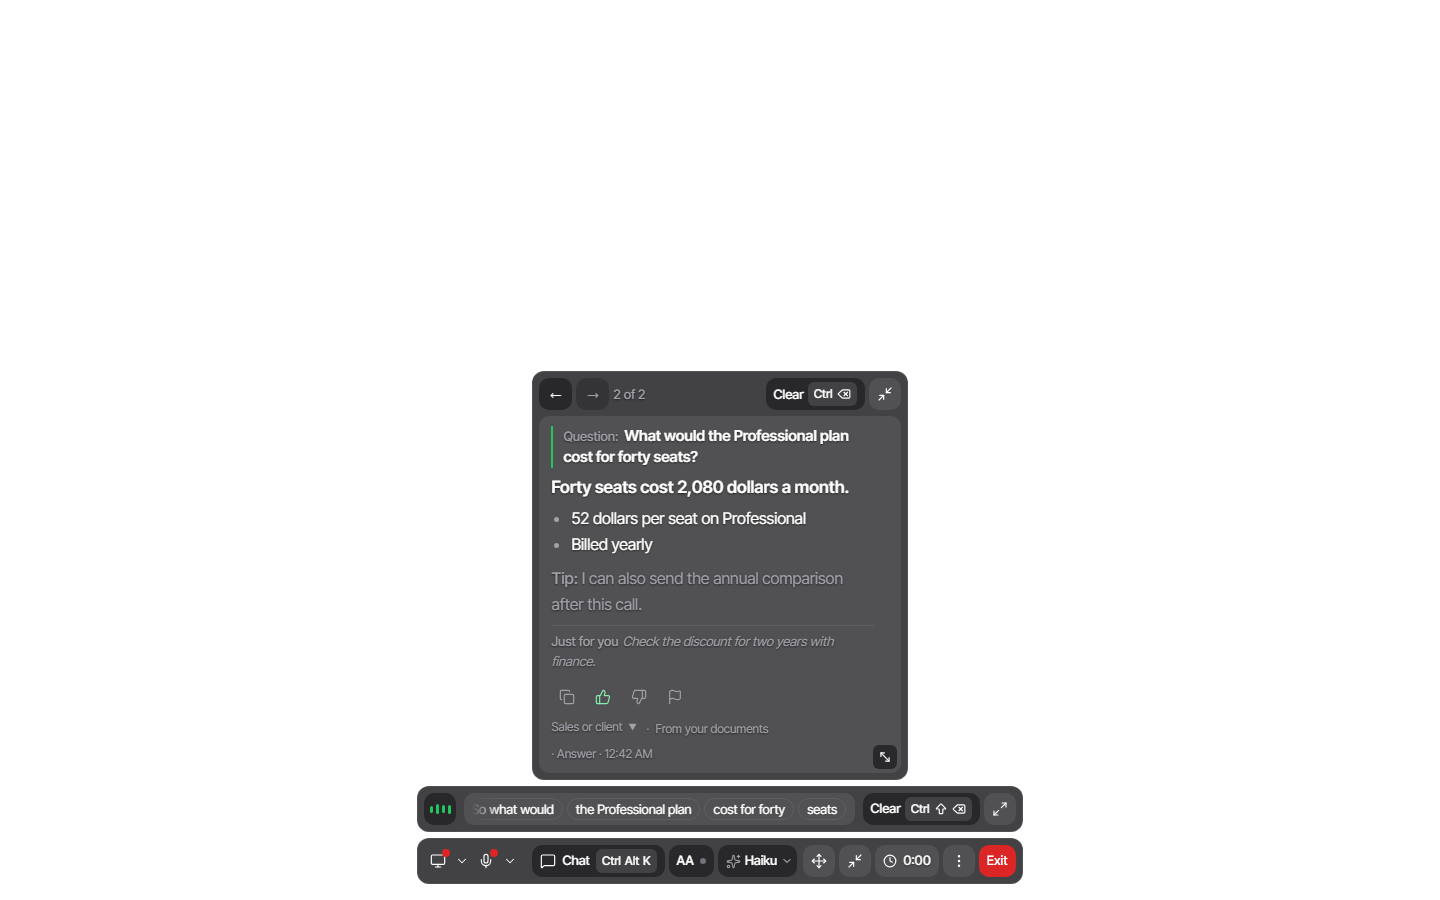 ← → 2 of 2 Clear Ctrl
Question: What would the Professional plan
cost for forty seats?
Forty seats cost 2,080 dollars a month.
• 52 dollars per seat on Professional
• Billed yearly
Tip: I can also send the annual comparison
after this call.
Just for you Check the discount for two years with
finance.
Sales or client ▼ · From your documents
· Answer · 12:42 AM
So what would the Professional plan cost for forty seats Clear Ctrl
Chat Ctrl Alt K AA Haiku 0:00 Exit